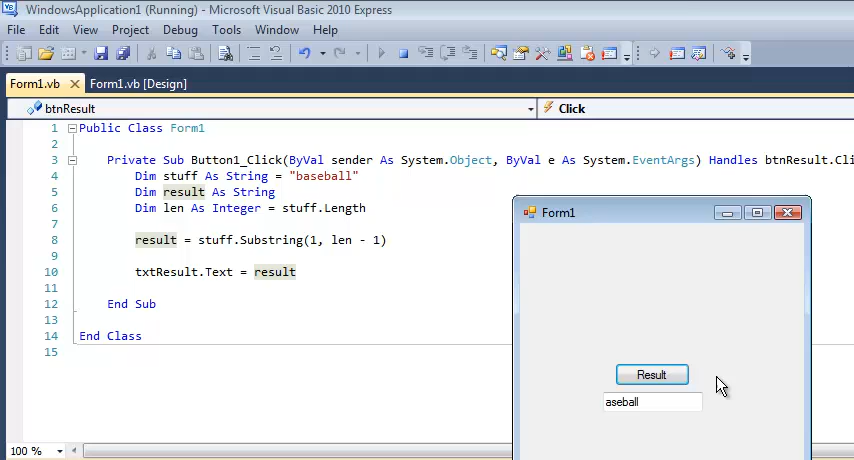 WindowsApplication1 (Running) - Microsoft Visual Basic 2010 Express
File Edit View Project Debug Tools Window Help
Form1.vb Form1.vb [Design]
btnResult Click
1 Public Class Form1
2
3 Private Sub Button1_Click(ByVal sender As System.Object, ByVal e As System.EventArgs) Handles btnResult.Cli
4 Dim stuff As String = "baseball"
5 Dim result As String
6 Dim len As Integer = stuff.Length
7
8 result = stuff.Substring(1, len - 1)
9
10 txtResult.Text = result
11
12 End Sub
13
14 End Class
15
Form1
Result
aseball
100 %